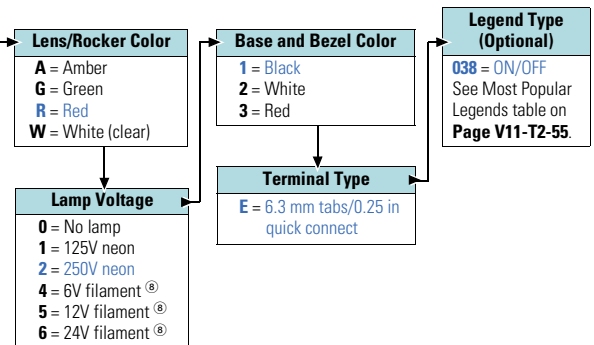 Lens/Rocker Color
A = Amber
G = Green
R = Red
W = White (clear)
Lamp Voltage
0 = No lamp
1 = 125V neon
2 = 250V neon
4 = 6V filament ⑧
5 = 12V filament ⑧
6 = 24V filament ⑧
Base and Bezel Color
1 = Black
2 = White
3 = Red
Terminal Type
E = 6.3 mm tabs/0.25 in
quick connect
Legend Type
(Optional)
038 = ON/OFF
See Most Popular
Legends table on
Page V11-T2-55.